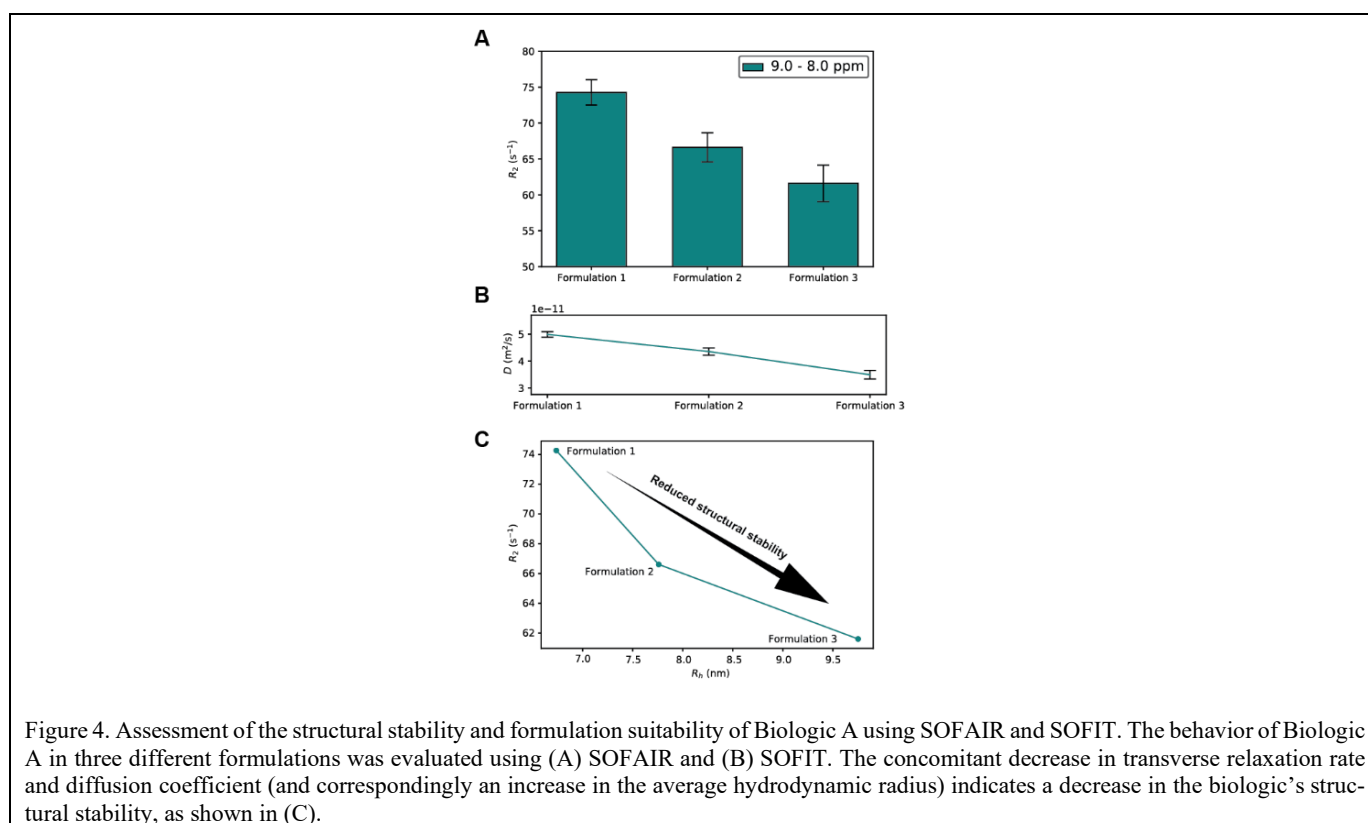 A
80
75
70
65
60
55
50
R₂ (s⁻¹)
9.0 - 8.0 ppm
Formulation 1 Formulation 2 Formulation 3
B
1e−11
5
4
3
D (m²/s)
Formulation 1 Formulation 2 Formulation 3
C
74
72
70
68
66
64
62
R₂ (s⁻¹)
Formulation 1
Reduced structural stability
Formulation 2
Formulation 3
7.0 7.5 8.0 8.5 9.0 9.5
Rₕ (nm)
Figure 4. Assessment of the structural stability and formulation suitability of Biologic A using SOFAIR and SOFIT. The behavior of Biologic
A in three different formulations was evaluated using (A) SOFAIR and (B) SOFIT. The concomitant decrease in transverse relaxation rate
and diffusion coefficient (and correspondingly an increase in the average hydrodynamic radius) indicates a decrease in the biologic’s struc-
tural stability, as shown in (C).